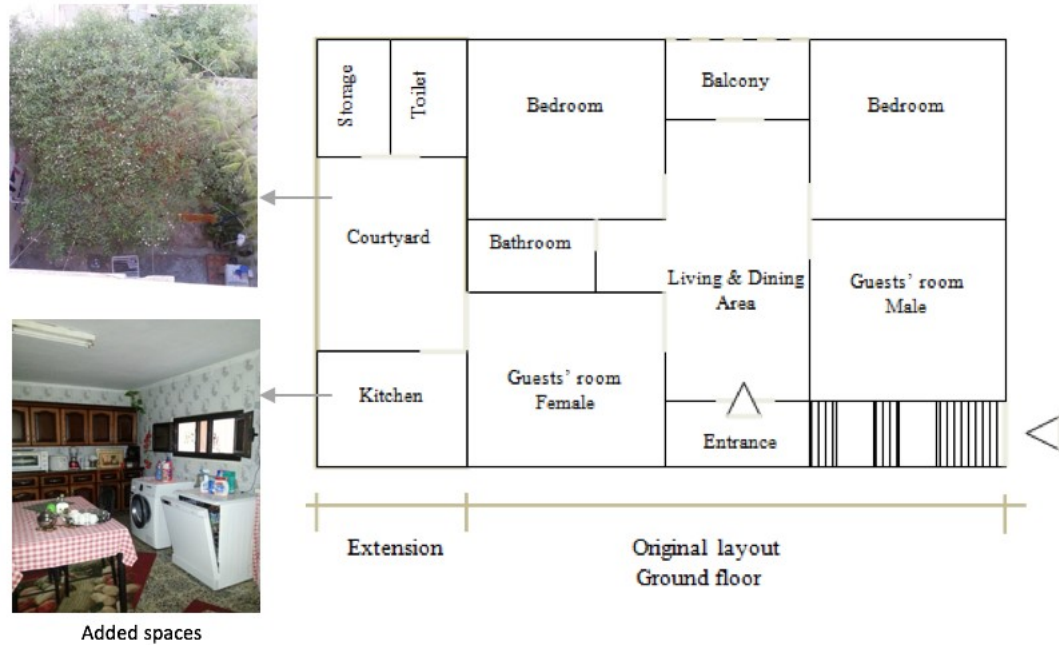 Storage
Toilet
Bedroom
Balcony
Bedroom
Courtyard
Bathroom
Living & Dining
Area
Guests’ room
Male
Kitchen
Guests’ room
Female
Entrance
Extension
Original layout
Ground floor
Added spaces